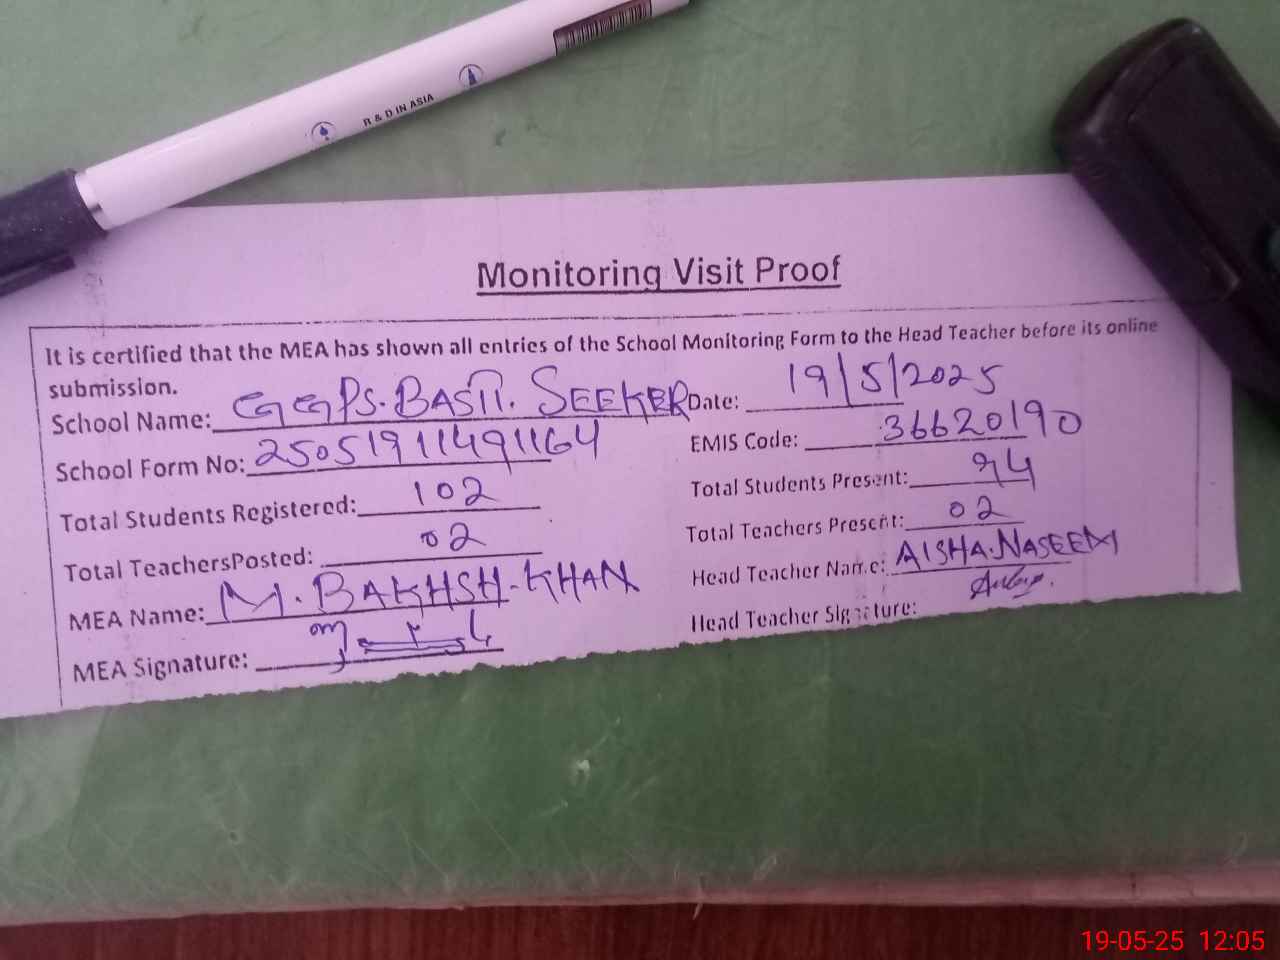 R & D IN ASIA
Monitoring Visit Proof
It is certified that the MEA has shown all entries of the School Monitoring Form to the Head Teacher before its online
submission.
School Name: GGPS. BASTI. SEEKER Date: 19/5/2025
School Form No: 25051911491164 EMIS Code: 36620190
Total Students Registered: 102 Total Students Present: 94
Total TeachersPosted: 02 Total Teachers Present: 02
MEA Name: M. BAKHSH-KHAN Head Teacher Name: AISHA. NASEEM
MEA Signature: Head Teacher Signature:
19-05-25 12:05